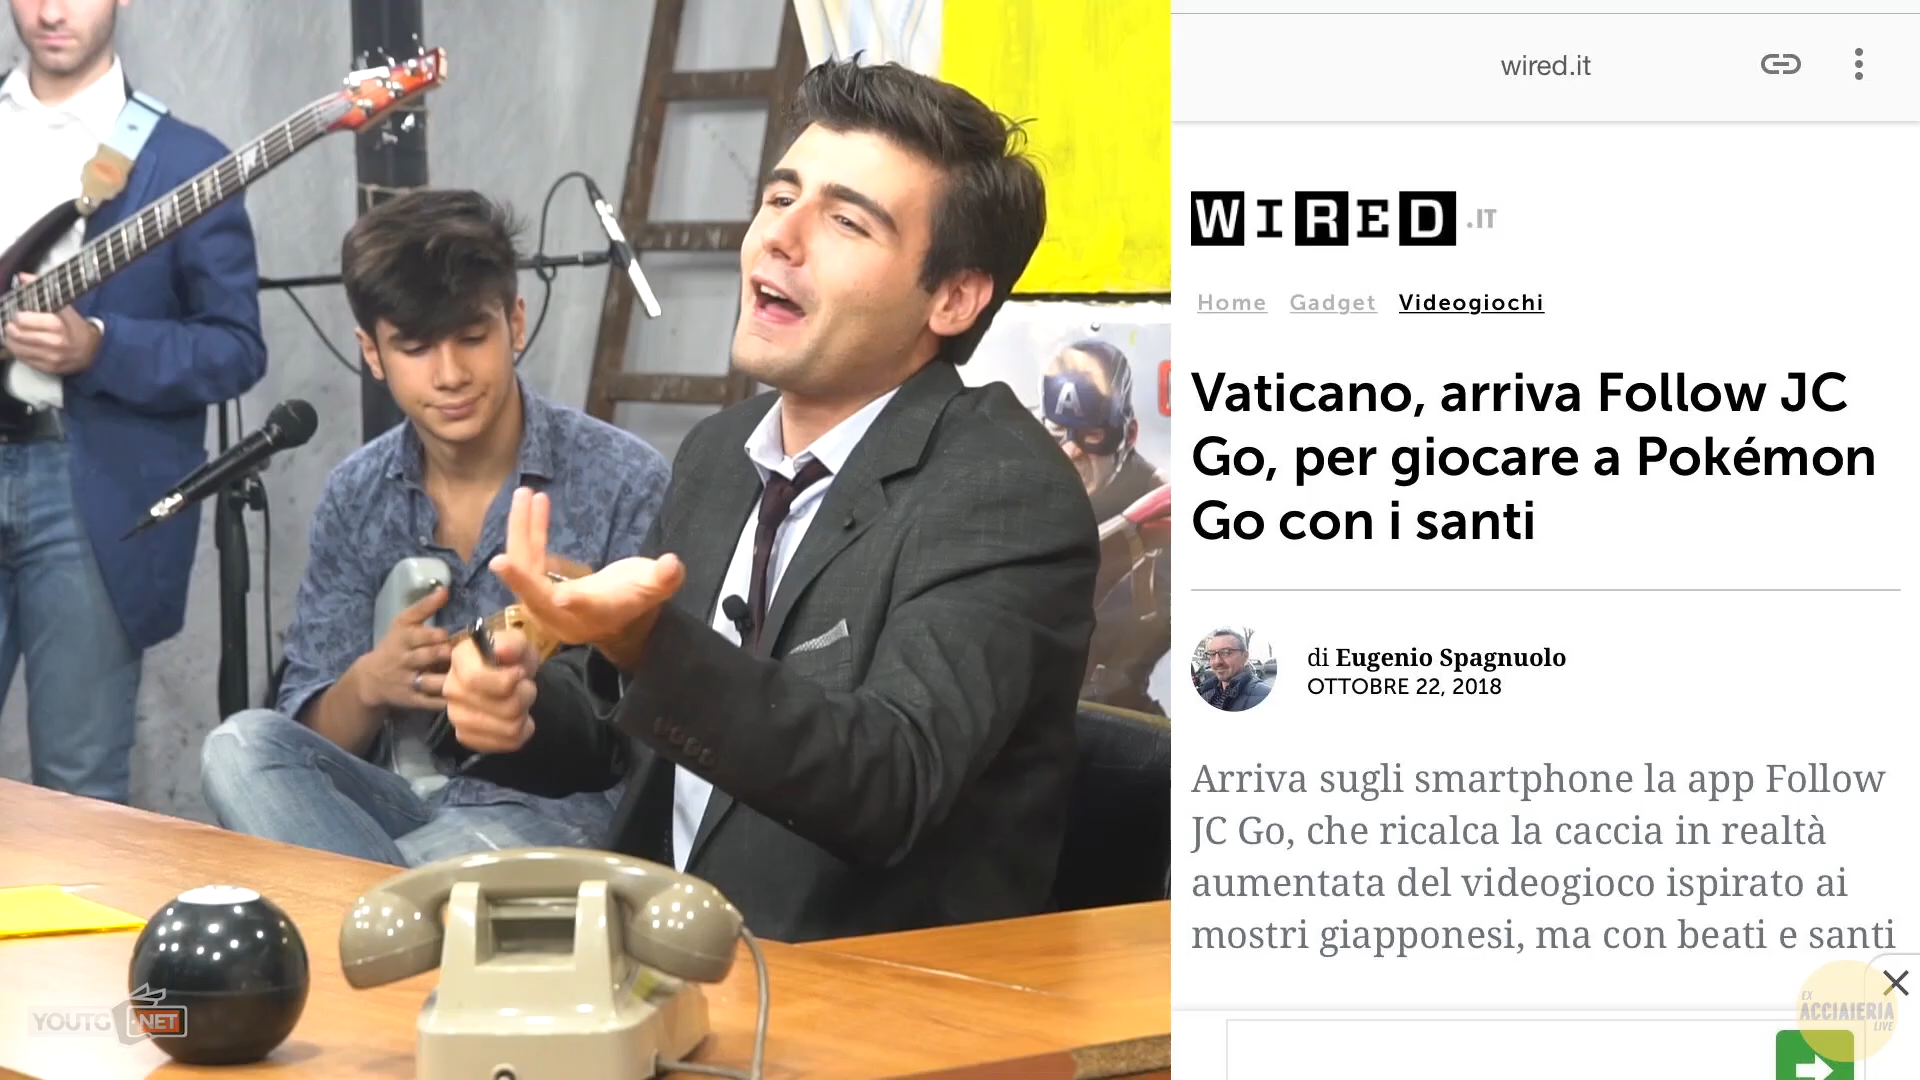 wired.it
WIRED.IT
Home Gadget Videogiochi
Vaticano, arriva Follow JC
Go, per giocare a Pokémon
Go con i santi
di Eugenio Spagnuolo
OTTOBRE 22, 2018
Arriva sugli smartphone la app Follow
JC Go, che ricalca la caccia in realtà
aumentata del videogioco ispirato ai
mostri giapponesi, ma con beati e santi
A
YOUTG .NET
EX
ACCIAIERIA
LIVE